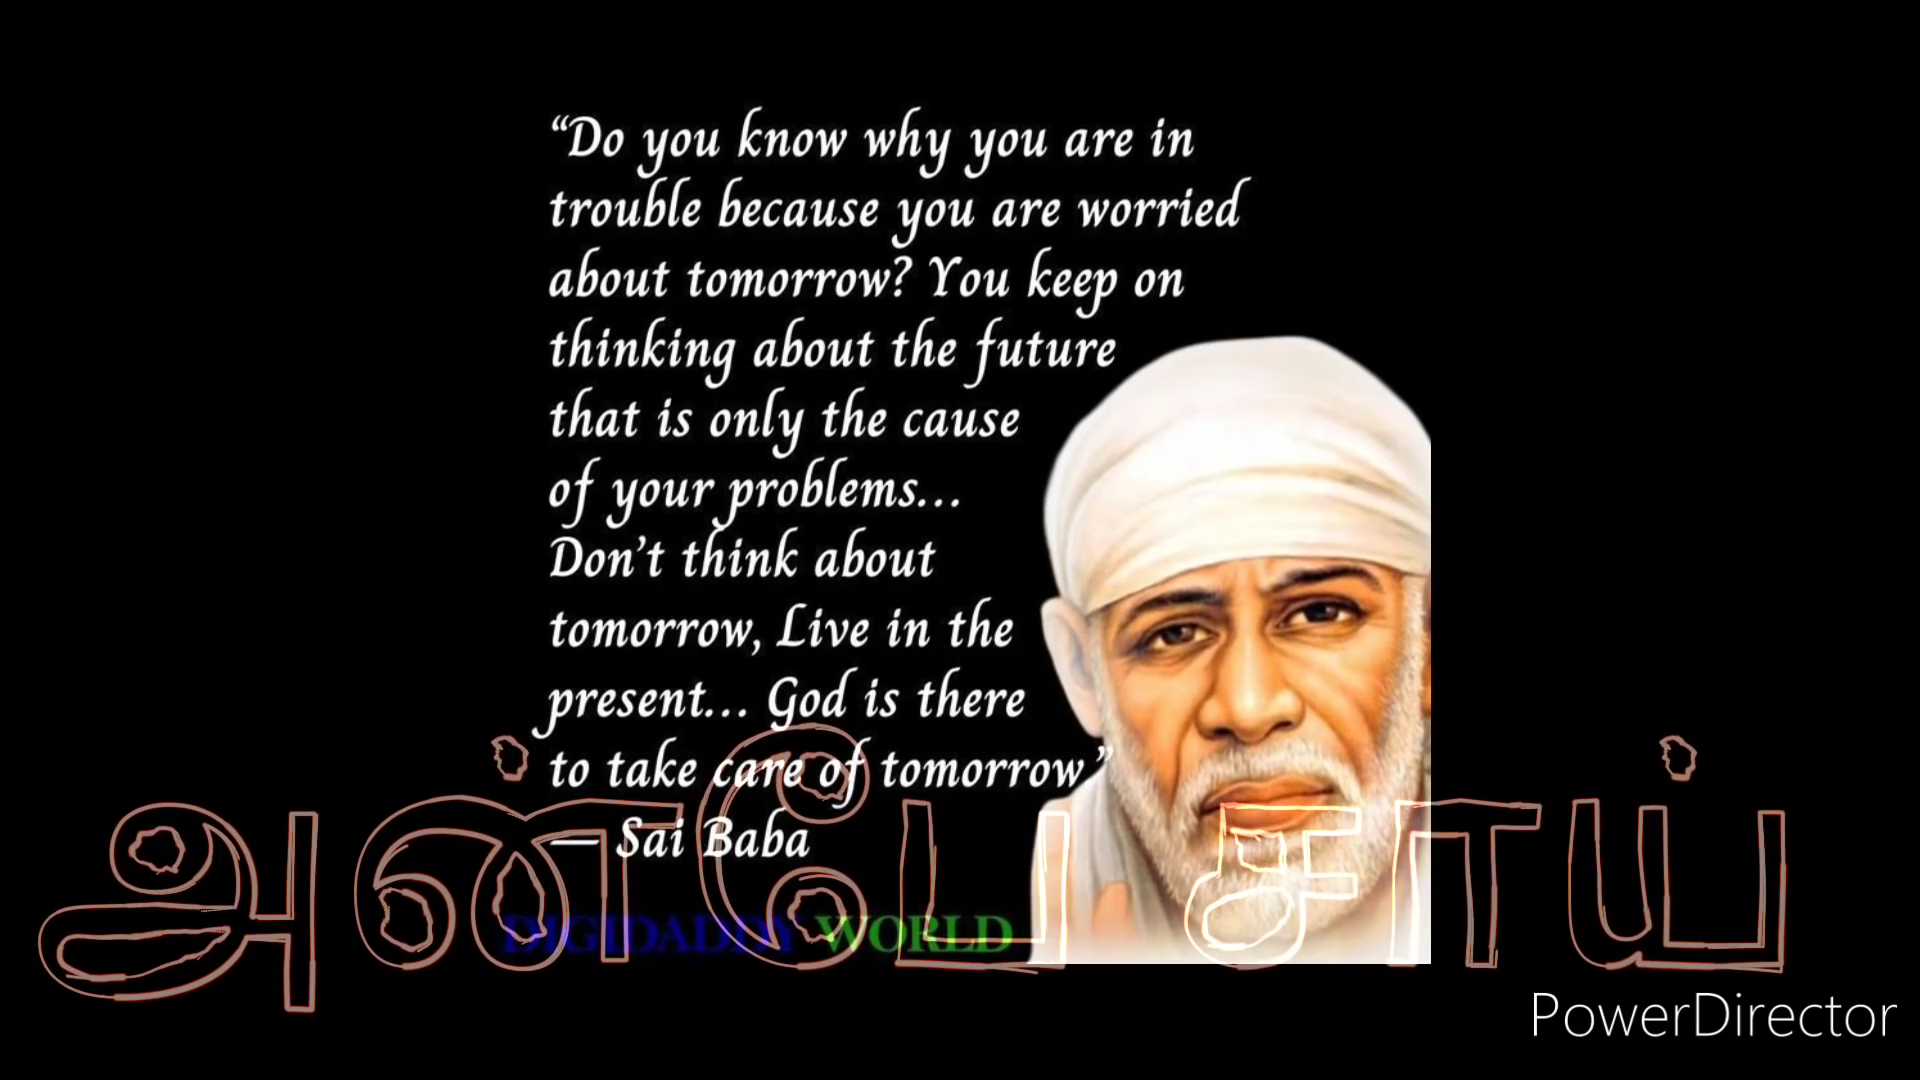 “Do you know why you are in
trouble because you are worried
about tomorrow? You keep on
thinking about the future
that is only the cause
of your problems...
Don't think about
tomorrow, Live in the
present... God is there
to take care of tomorrow”
— Sai Baba
அன்பே சாய்
DIGIDADDY WORLD
PowerDirector